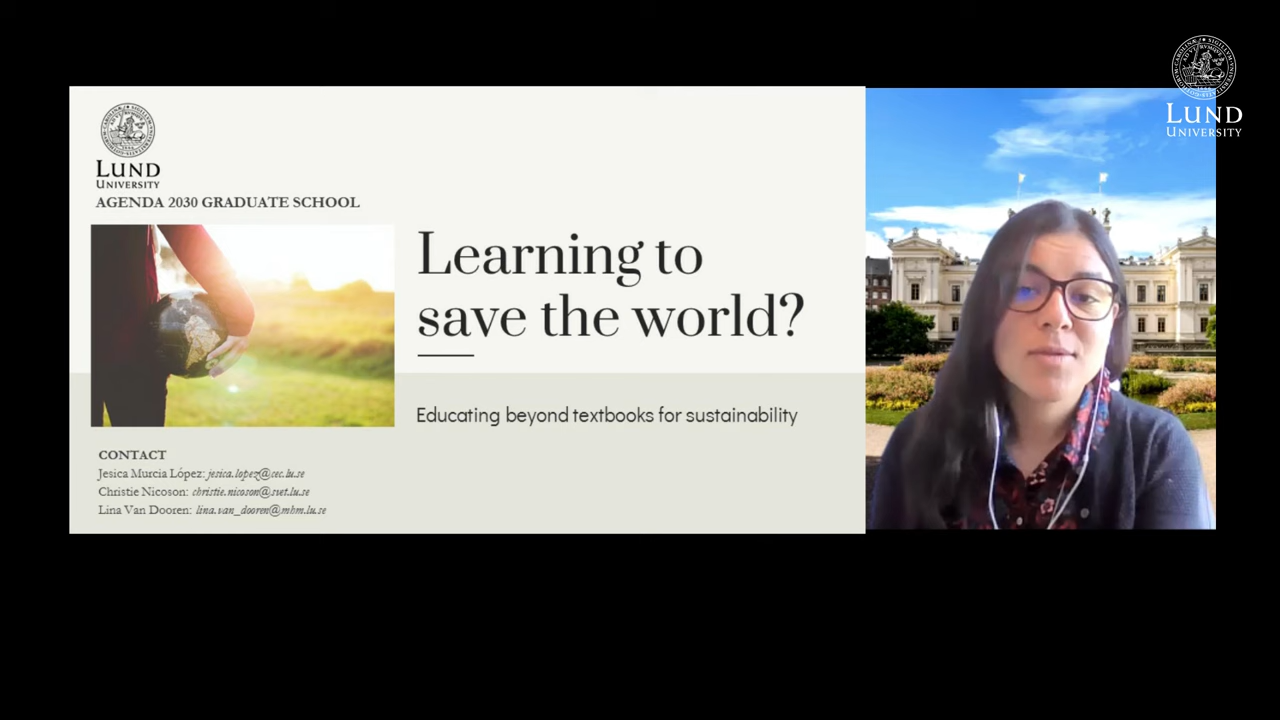 LUND
UNIVERSITY
AGENDA 2030 GRADUATE SCHOOL
Learning to
save the world?
Educating beyond textbooks for sustainability
CONTACT
Jesica Murcia López: jesica.lopez@cec.lu.se
Christie Nicoson: christie.nicoson@svet.lu.se
Lina Van Dooren: lina.van_dooren@mhm.lu.se
LUND
UNIVERSITY